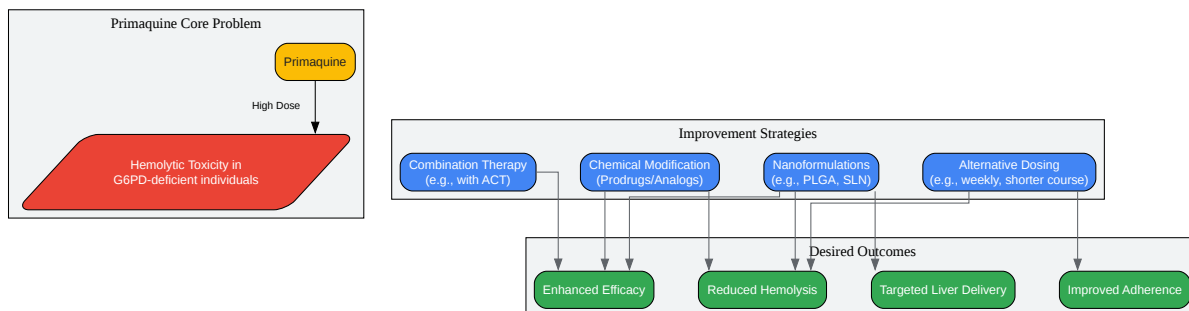 Primaquine Core Problem
Primaquine
High Dose
Hemolytic Toxicity in
G6PD-deficient individuals
Improvement Strategies
Combination Therapy
(e.g., with ACT)
Chemical Modification
(Prodrugs/Analogs)
Nanoformulations
(e.g., PLGA, SLN)
Alternative Dosing
(e.g., weekly, shorter course)
Desired Outcomes
Enhanced Efficacy
Reduced Hemolysis
Targeted Liver Delivery
Improved Adherence